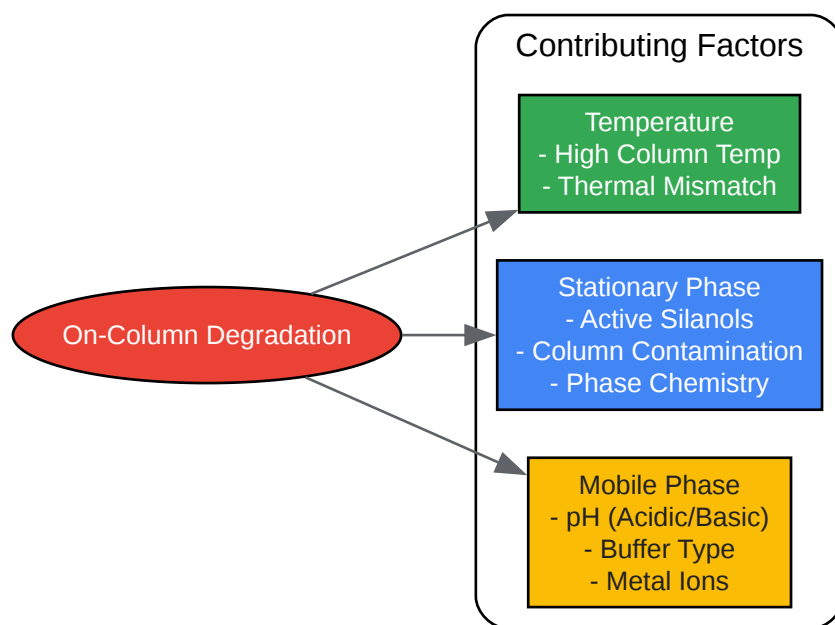 Contributing Factors
Temperature
- High Column Temp
- Thermal Mismatch
On-Column Degradation
Stationary Phase
- Active Silanols
- Column Contamination
- Phase Chemistry
Mobile Phase
- pH (Acidic/Basic)
- Buffer Type
- Metal Ions